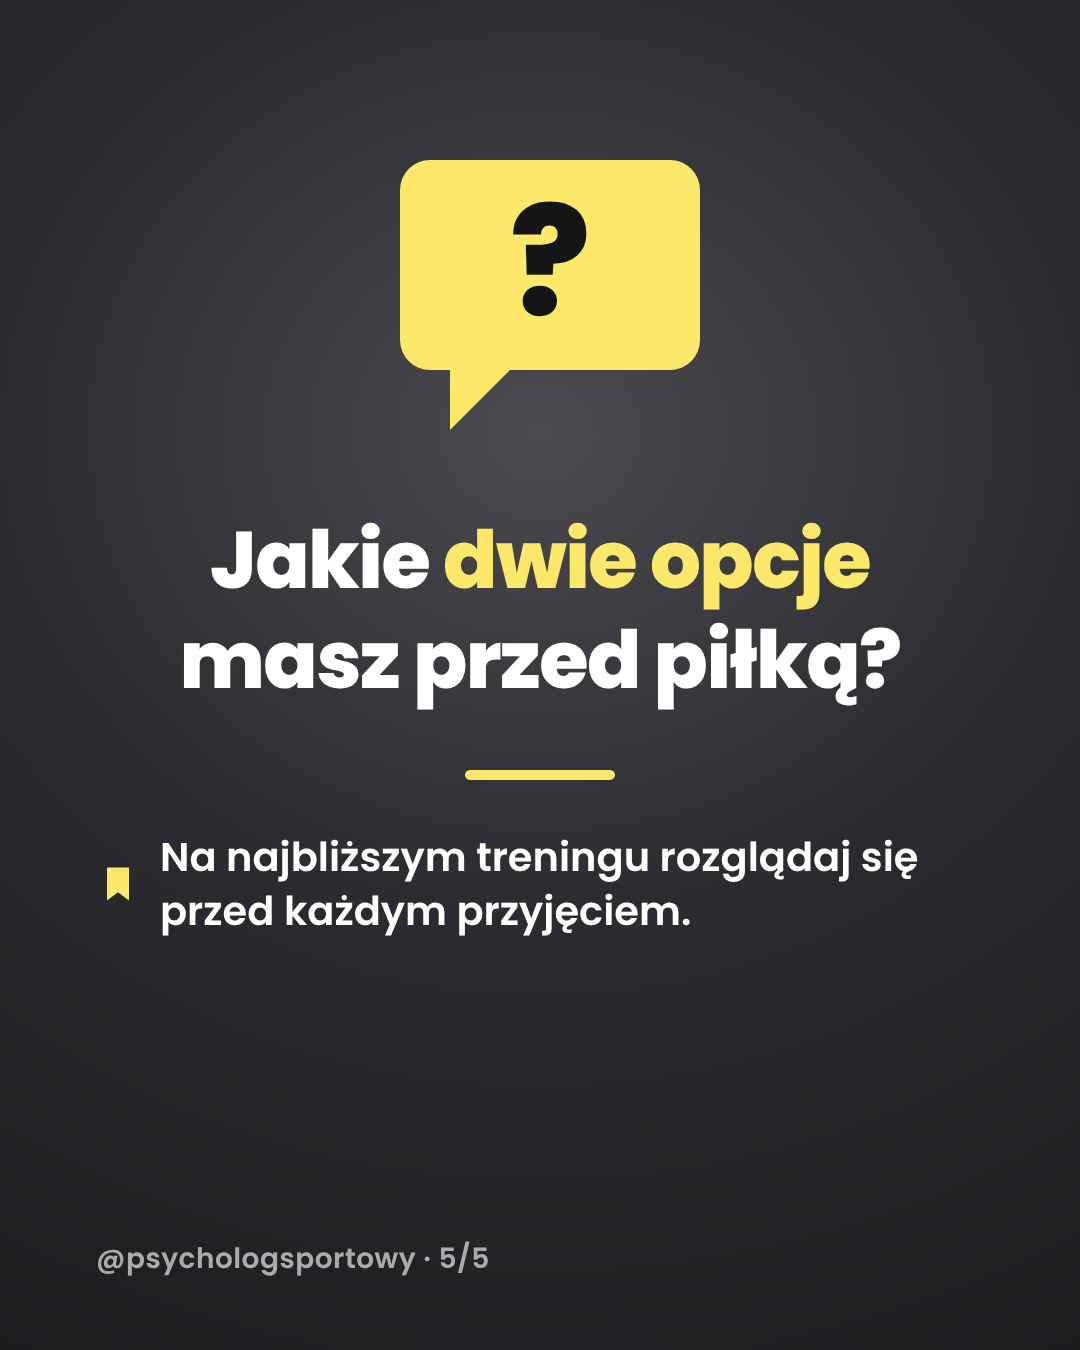 ?
Jakie dwie opcje
masz przed piłką?
Na najbliższym treningu rozglądaj się
przed każdym przyjęciem.
@psychologsportowy · 5/5